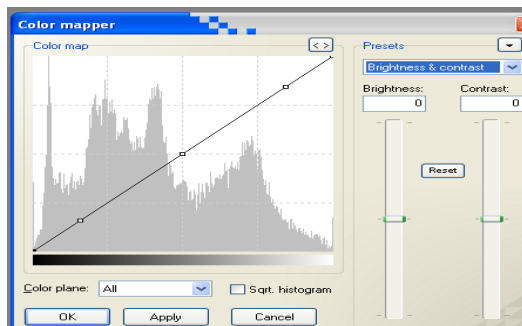 Color mapper
Color map
< >
Presets
Brightness & contrast
Brightness: Contrast:
0 0
Reset
Color plane: All
Sqrt. histogram
OK Apply Cancel